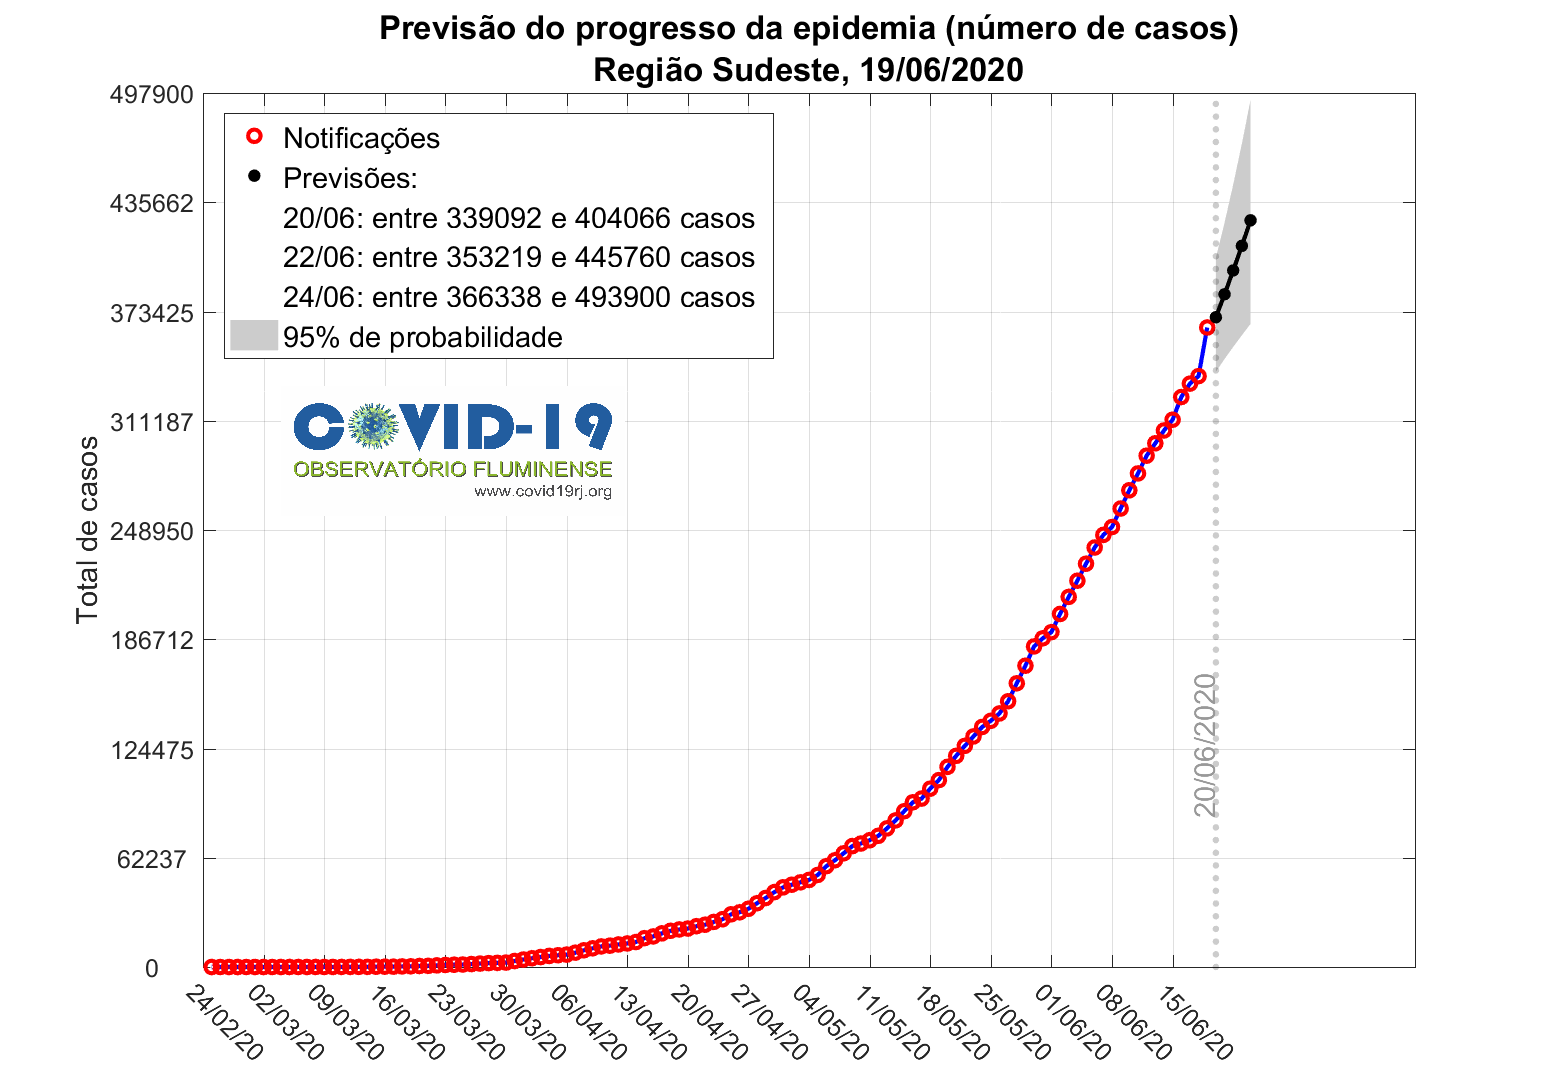 Previsão do progresso da epidemia (número de casos)
Região Sudeste, 19/06/2020
497900
435662
373425
311187
248950
186712
124475
62237
0
Total de casos
Notificações
Previsões:
20/06: entre 339092 e 404066 casos
22/06: entre 353219 e 445760 casos
24/06: entre 366338 e 493900 casos
95% de probabilidade
COVID-19
OBSERVATÓRIO FLUMINENSE
www.covid19rj.org
20/06/2020
24/02/20
02/03/20
09/03/20
16/03/20
23/03/20
30/03/20
06/04/20
13/04/20
20/04/20
27/04/20
04/05/20
11/05/20
18/05/20
25/05/20
01/06/20
08/06/20
15/06/20